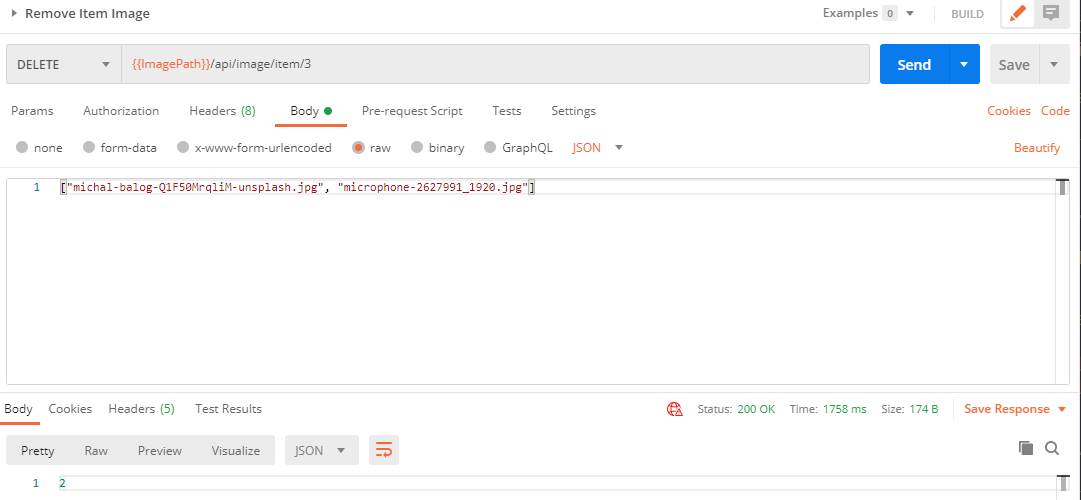 Remove Item Image Examples 0 BUILD
DELETE {{ImagePath}}/api/image/item/3 Send Save
Params Authorization Headers (8) Body Pre-request Script Tests Settings Cookies Code
none form-data x-www-form-urlencoded raw binary GraphQL JSON Beautify
1 ["michal-balog-Q1F50MrqliM-unsplash.jpg", "microphone-2627991_1920.jpg"]
Body Cookies Headers (5) Test Results Status: 200 OK Time: 1758 ms Size: 174 B Save Response
Pretty Raw Preview Visualize JSON
1 2